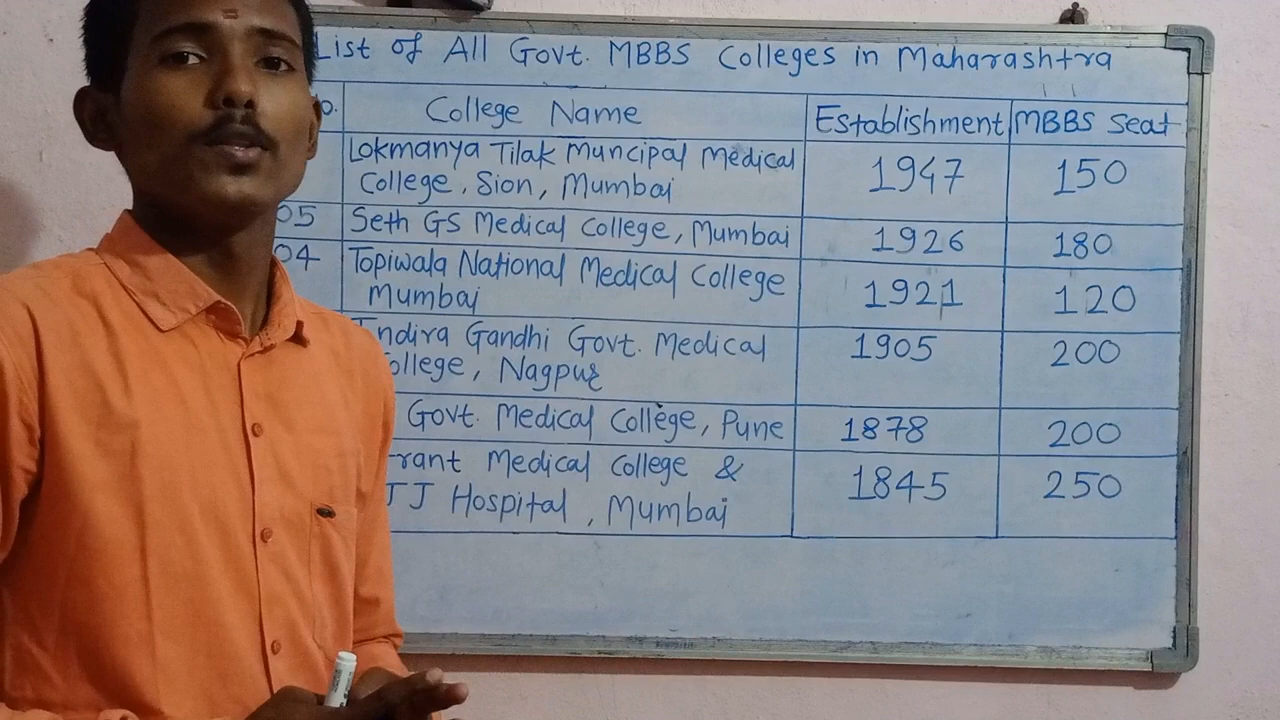 List of All Govt. MBBS Colleges in Maharashtra
College Name Establishment MBBS Seat
Lokmanya Tilak Muncipal Medical
College, Sion, Mumbai 1947 150
05 Seth GS Medical College, Mumbai 1926 180
04 Topiwala National Medical College
Mumbai 1921 120
Indira Gandhi Govt. Medical
ollege, Nagpur 1905 200
Govt. Medical College, Pune 1878 200
rant Medical College &
JJ Hospital, Mumbai 1845 250